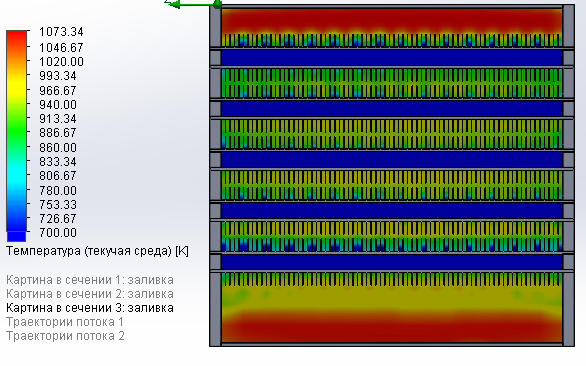 1073.34
1046.67
1020.00
993.34
966.67
940.00
913.34
886.67
860.00
833.34
806.67
780.00
753.33
726.67
700.00
Температура (текучая среда) [K]
Картина в сечении 1: заливка
Картина в сечении 2: заливка
Картина в сечении 3: заливка
Траектории потока 1
Траектории потока 2